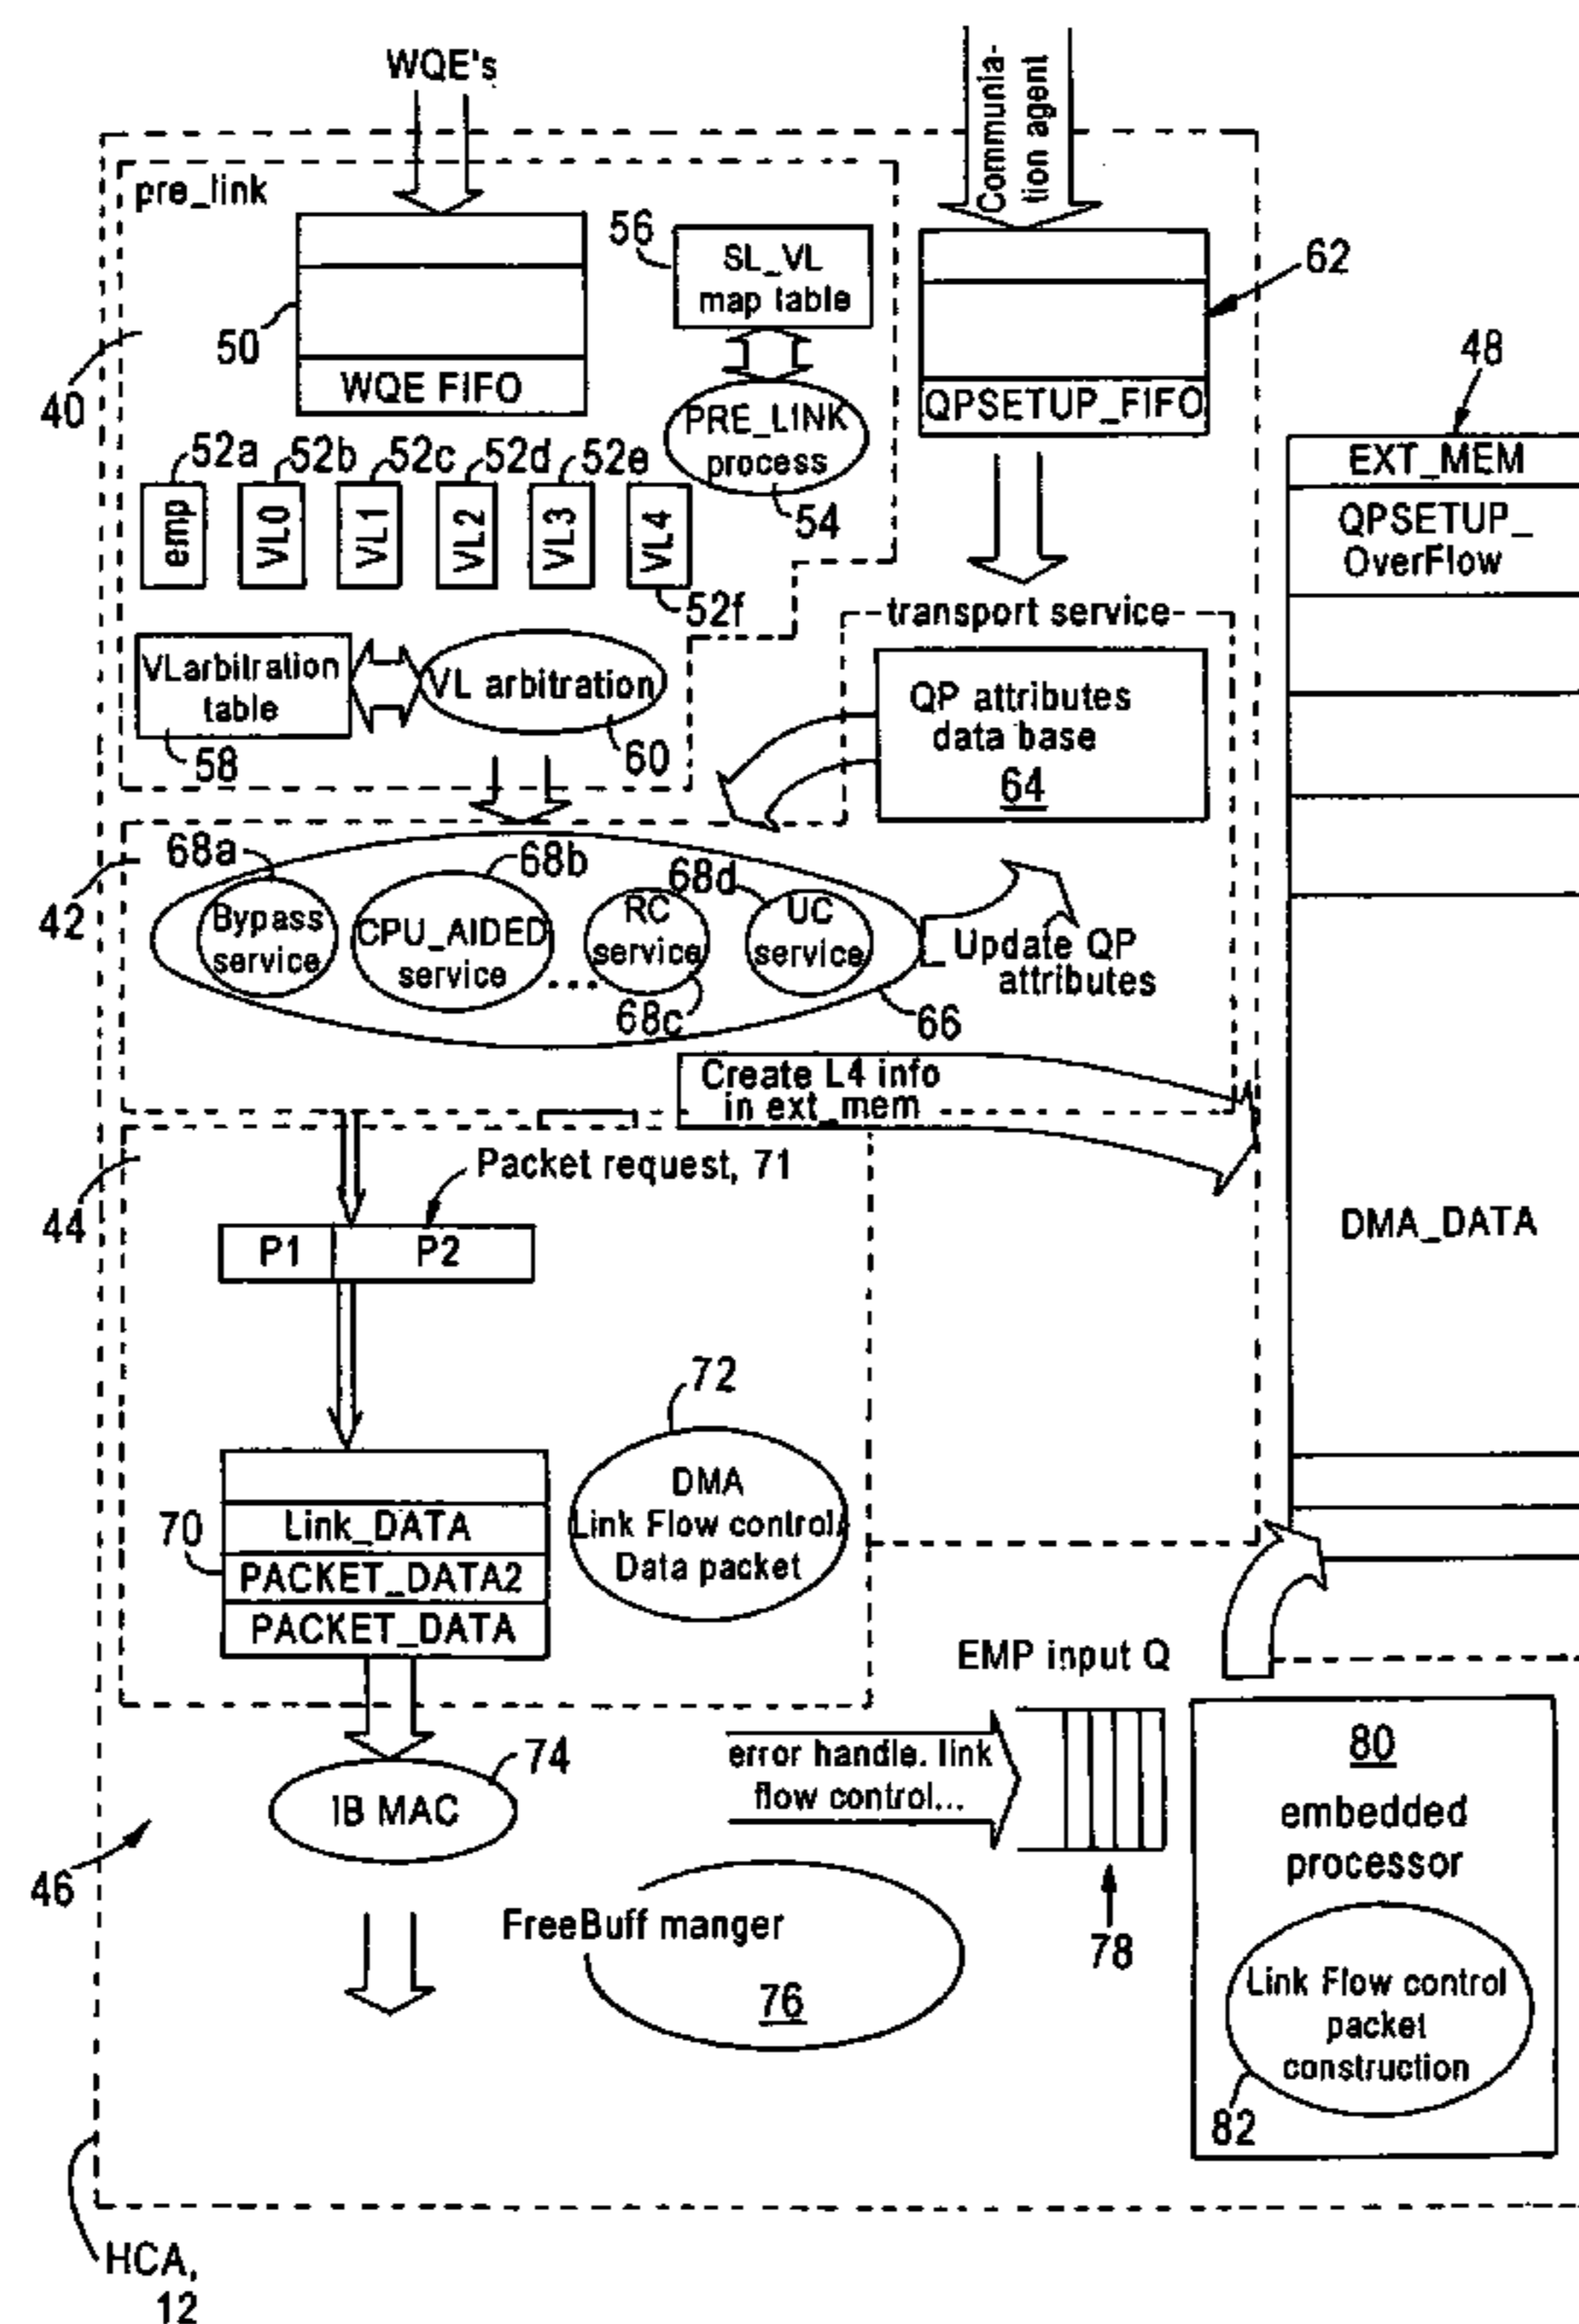 WQE's
Communia-
tion agent
pre_link
56
SL_VL
map table
62
50
WQE FIFO
40
PRE_LINK
process
54
QPSETUP_FIFO
48
EXT_MEM
QPSETUP_
OverFlow
52a
52b
52c
52d
52e
emp
VL0
VL1
VL2
VL3
VL4
52f
transport service
VLarbitration
table
58
VL arbitration
60
QP attributes
data base
64
42
68a
68b
68d
Bypass
service
CPU_AIDED
service
...
RC
service
68c
UC
service
66
Update QP
attributes
Create L4 info
in ext_mem
44
Packet request, 71
P1
P2
DMA_DATA
72
DMA
Link Flow control/
Data packet
70
Link_DATA
PACKET_DATA2
PACKET_DATA
EMP input Q
74
IB MAC
error handle. link
flow control...
78
46
FreeBuff manger
76
80
embedded
processor
Link Flow control
packet
construction
82
HCA,
12